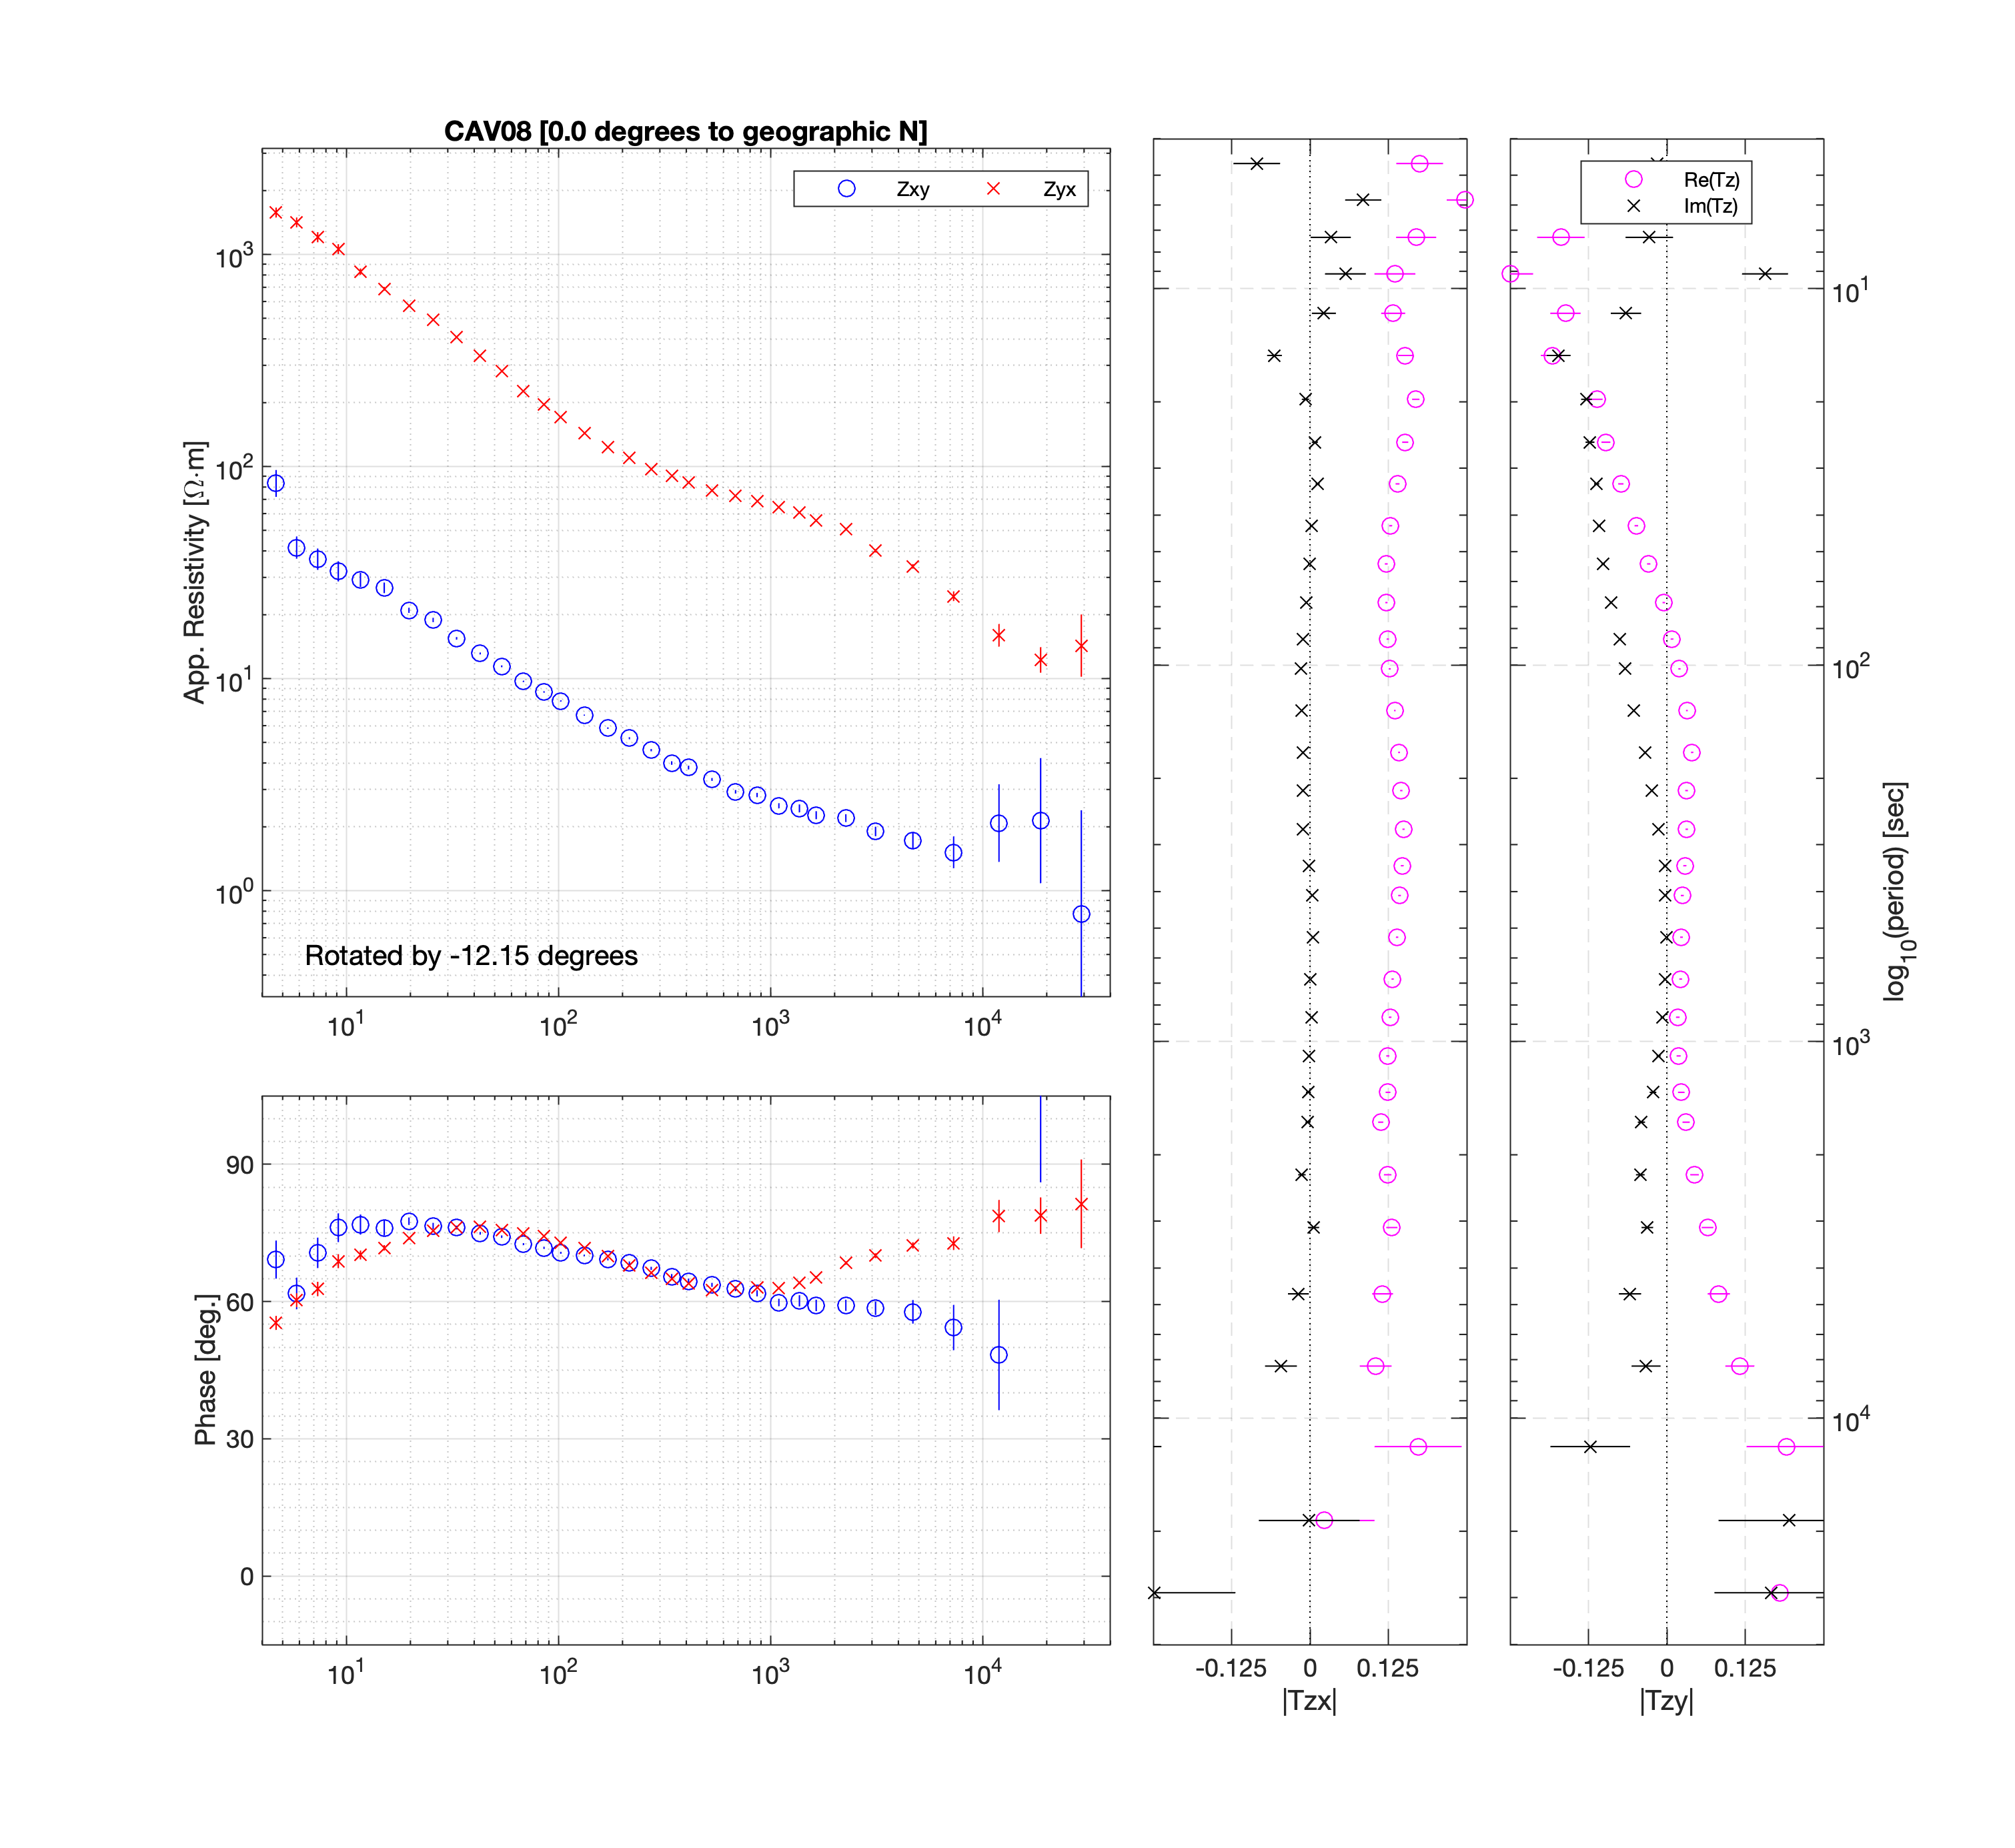 CAV08 [0.0 degrees to geographic N]
Zxy Zyx
App. Resistivity [Ω·m]
10³
10²
10¹
10⁰
Rotated by -12.15 degrees
10¹ 10² 10³ 10⁴
Phase [deg.]
90
60
30
0
10¹ 10² 10³ 10⁴
-0.125 0 0.125
|Tzx|
Re(Tz)
Im(Tz)
-0.125 0 0.125
|Tzy|
10¹
10²
10³
10⁴
log₁₀(period) [sec]